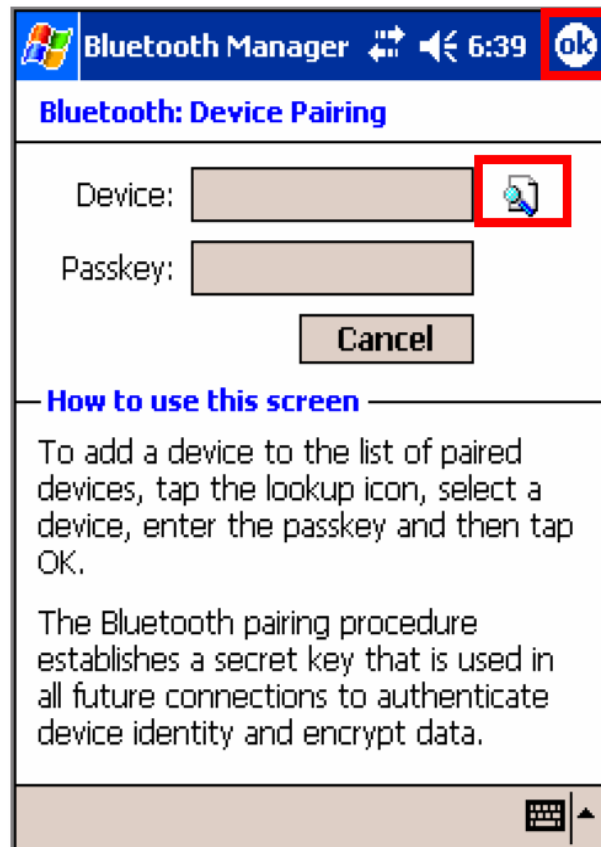 Bluetooth Manager 6:39 ok
Bluetooth: Device Pairing
Device:
Passkey:
Cancel
How to use this screen
To add a device to the list of paired
devices, tap the lookup icon, select a
device, enter the passkey and then tap
OK.
The Bluetooth pairing procedure
establishes a secret key that is used in
all future connections to authenticate
device identity and encrypt data.